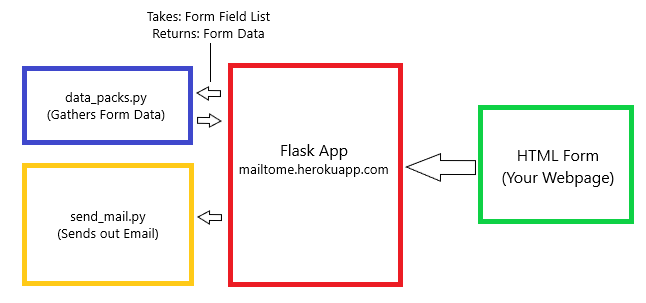 Takes: Form Field List
Returns: Form Data
data_packs.py
(Gathers Form Data)
Flask App
mailtome.herokuapp.com
HTML Form
(Your Webpage)
send_mail.py
(Sends out Email)